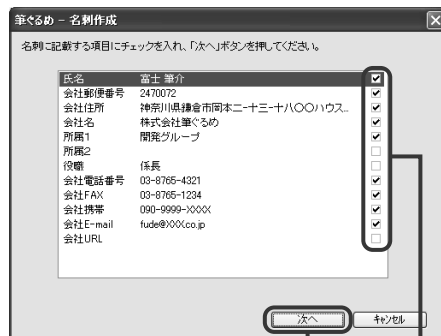 筆ぐるめ － 名刺作成
名刺に記載する項目にチェックを入れ、「次へ」ボタンを押してください。
氏名 富士 筆介
会社郵便番号 2470072
会社住所 神奈川県鎌倉市岡本二－十三－十八〇〇ハウス...
会社名 株式会社筆ぐるめ
所属1 開発グループ
所属2
役職 係長
会社電話番号 03-8765-4321
会社FAX 03-8765-1234
会社携帯 090-9999-XXXX
会社E-mail fude@XXX.co.jp
会社URL
次へ キャンセル